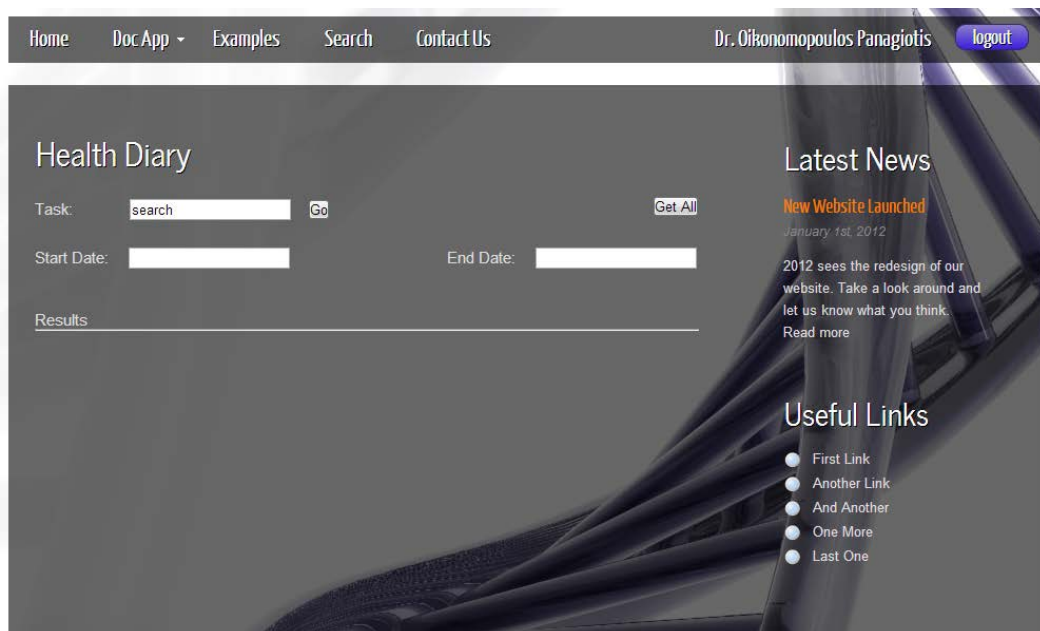 Home Doc App Examples Search Contact Us Dr. Oikonomopoulos Panagiotis logout
Health Diary
Task: search Go Get All
Start Date: End Date:
Results
Latest News
New Website Launched
January 1st, 2012
2012 sees the redesign of our
website. Take a look around and
let us know what you think.
Read more
Useful Links
First Link
Another Link
And Another
One More
Last One